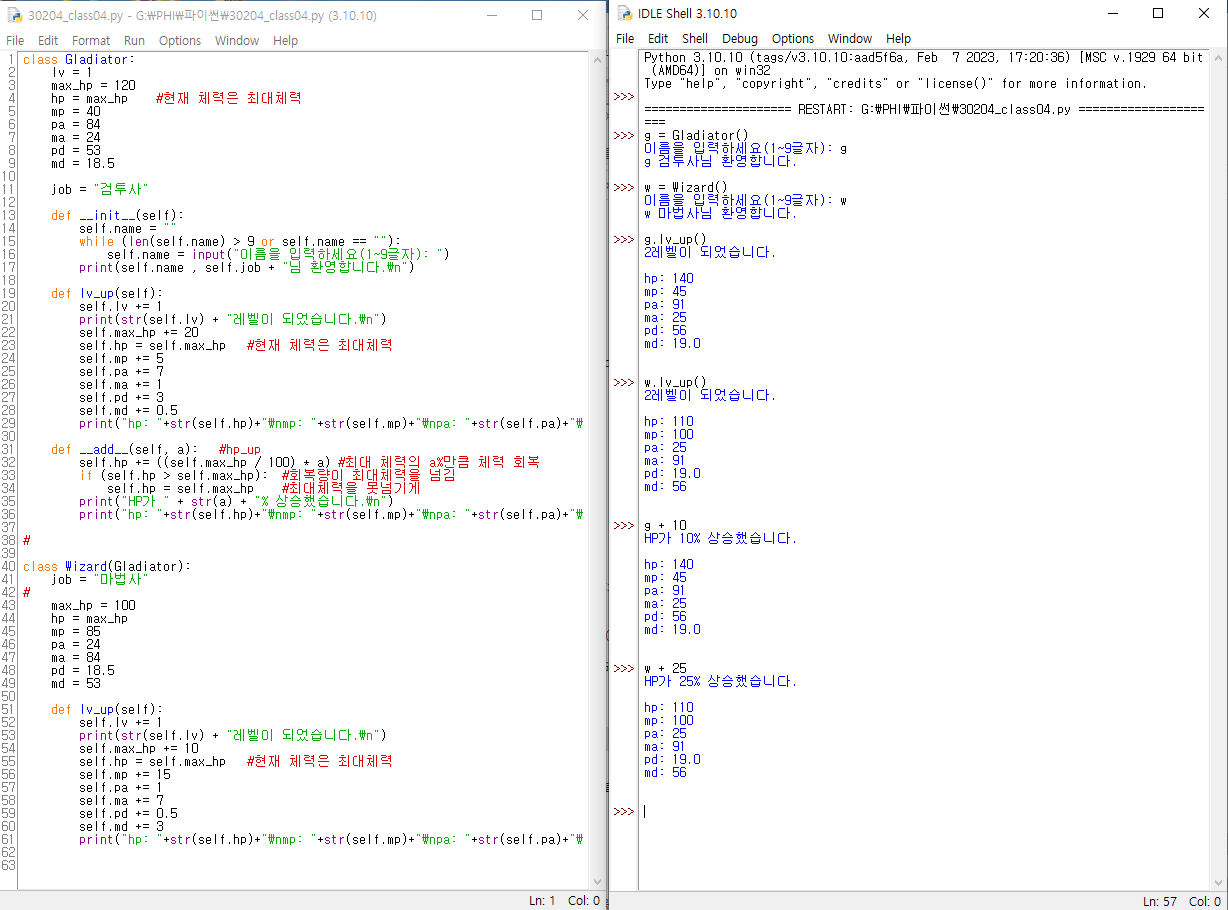 30204_class04.py - G:\PHI\파이썬\30204_class04.py (3.10.10)
File Edit Format Run Options Window Help
1 class Gladiator:
2     lv = 1
3     max_hp = 120
4     hp = max_hp    #현재 체력은 최대체력
5     mp = 40
6     pa = 84
7     ma = 24
8     pd = 53
9     md = 18.5
10
11     job = "검투사"
12
13     def __init__(self):
14         self.name = ""
15         while (len(self.name) > 9 or self.name == ""):
16             self.name = input("이름을 입력하세요(1~9글자): ")
17         print(self.name , self.job + "님 환영합니다.\n")
18
19     def lv_up(self):
20         self.lv += 1
21         print(str(self.lv) + "레벨이 되었습니다.\n")
22         self.max_hp += 20
23         self.hp = self.max_hp   #현재 체력은 최대체력
24         self.mp += 5
25         self.pa += 7
26         self.ma += 1
27         self.pd += 3
28         self.md += 0.5
29         print("hp: "+str(self.hp)+"\nmp: "+str(self.mp)+"\npa: "+str(self.pa)+"\
30
31     def __add__(self, a):   #hp_up
32         self.hp += ((self.max_hp / 100) * a) #최대 체력의 a%만큼 체력 회복
33         if (self.hp > self.max_hp):  #회복량이 최대체력을 넘김
34             self.hp = self.max_hp    #최대체력을 못넘기게
35         print("HP가 " + str(a) + "% 상승했습니다.\n")
36         print("hp: "+str(self.hp)+"\nmp: "+str(self.mp)+"\npa: "+str(self.pa)+"\
37
38 #
39
40 class Wizard(Gladiator):
41     job = "마법사"
42 #
43     max_hp = 100
44     hp = max_hp
45     mp = 85
46     pa = 24
47     ma = 84
48     pd = 18.5
49     md = 53
50
51     def lv_up(self):
52         self.lv += 1
53         print(str(self.lv) + "레벨이 되었습니다.\n")
54         self.max_hp += 10
55         self.hp = self.max_hp   #현재 체력은 최대체력
56         self.mp += 15
57         self.pa += 1
58         self.ma += 7
59         self.pd += 0.5
60         self.md += 3
61         print("hp: "+str(self.hp)+"\nmp: "+str(self.mp)+"\npa: "+str(self.pa)+"\
62
63
Ln: 1 Col: 0
IDLE Shell 3.10.10
File Edit Shell Debug Options Window Help
Python 3.10.10 (tags/v3.10.10:aad5f6a, Feb  7 2023, 17:20:36) [MSC v.1929 64 bit
 (AMD64)] on win32
Type "help", "copyright", "credits" or "license()" for more information.
>>>
===================== RESTART: G:\PHI\파이썬\30204_class04.py ==================
===
>>> g = Gladiator()
이름을 입력하세요(1~9글자): g
g 검투사님 환영합니다.
>>> w = Wizard()
이름을 입력하세요(1~9글자): w
w 마법사님 환영합니다.
>>> g.lv_up()
2레벨이 되었습니다.
hp: 140
mp: 45
pa: 91
ma: 25
pd: 56
md: 19.0
>>> w.lv_up()
2레벨이 되었습니다.
hp: 110
mp: 100
pa: 25
ma: 91
pd: 19.0
md: 56
>>> g + 10
HP가 10% 상승했습니다.
hp: 140
mp: 45
pa: 91
ma: 25
pd: 56
md: 19.0
>>> w + 25
HP가 25% 상승했습니다.
hp: 110
mp: 100
pa: 25
ma: 91
pd: 19.0
md: 56
>>>
Ln: 57 Col: 0